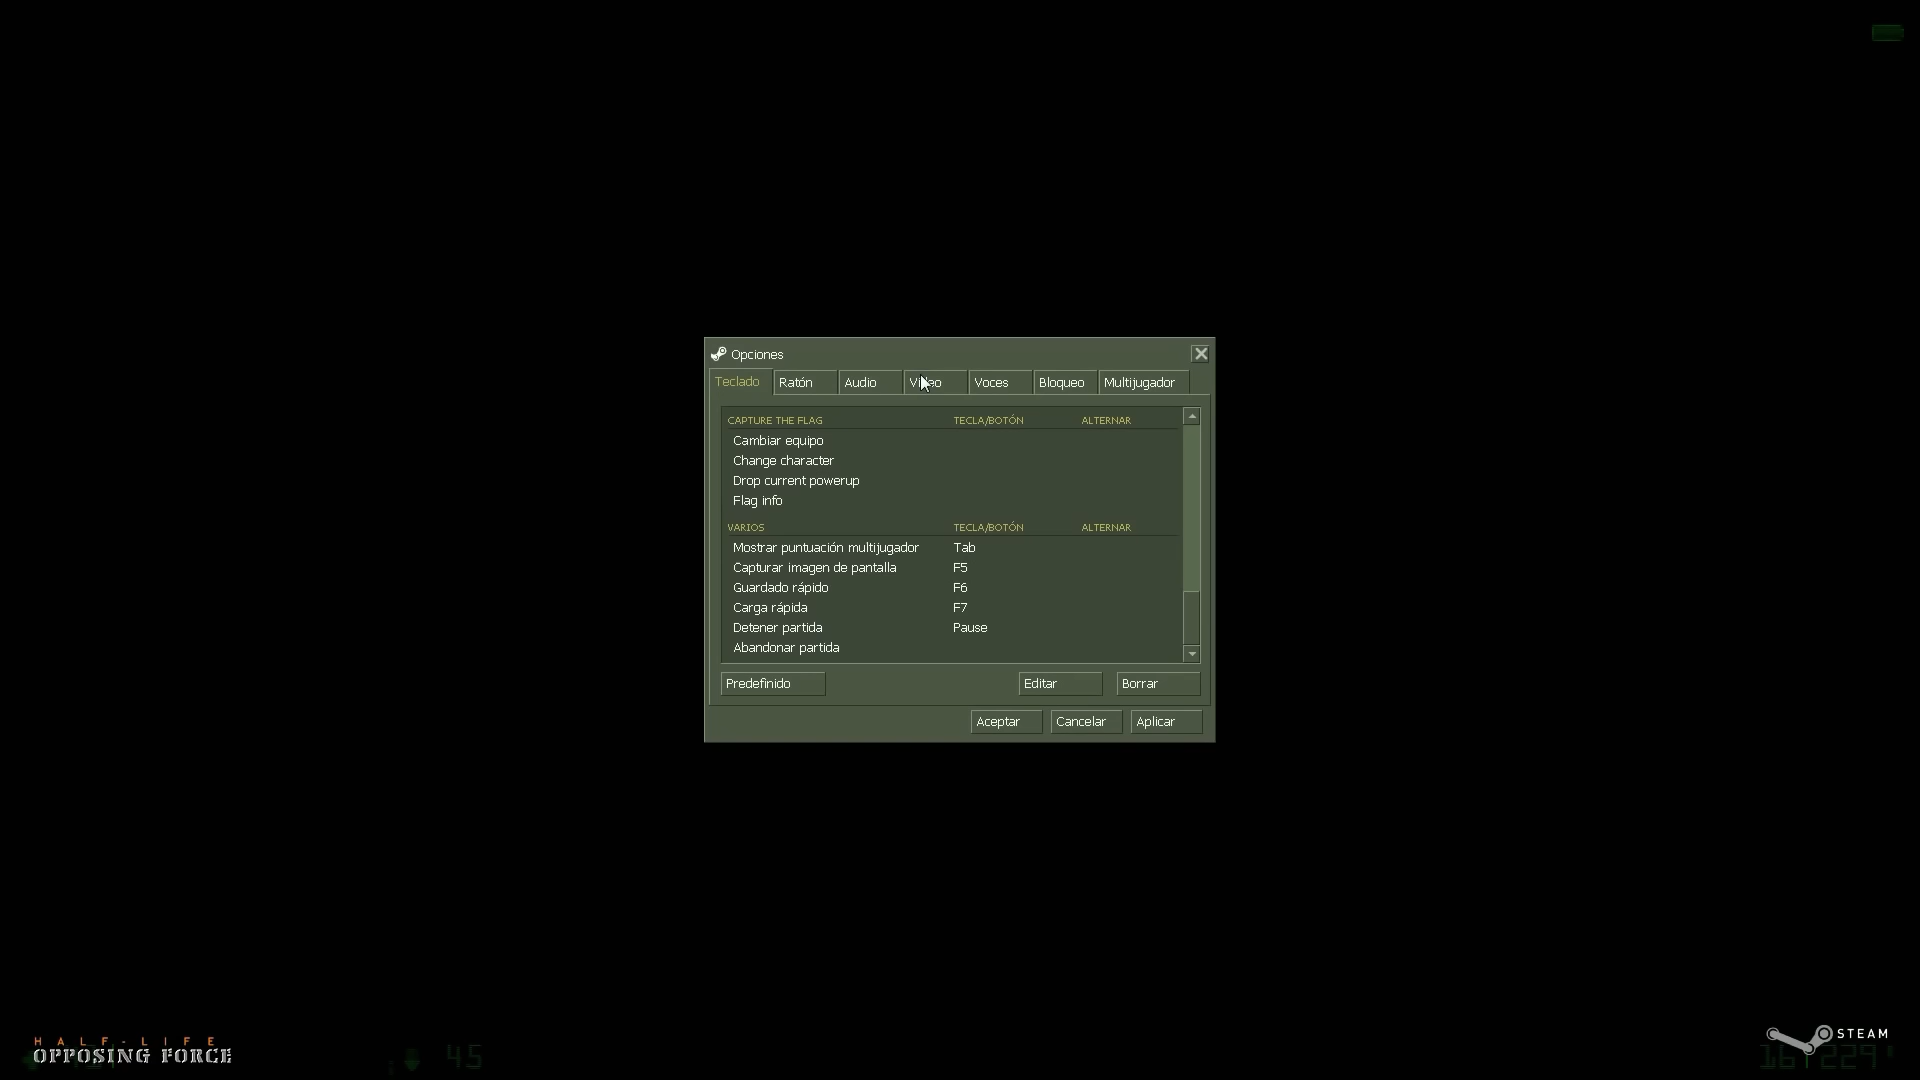 Opciones
Teclado Ratón Audio Video Voces Bloqueo Multijugador
CAPTURE THE FLAG TECLA/BOTÓN ALTERNAR
Cambiar equipo
Change character
Drop current powerup
Flag info
VARIOS TECLA/BOTÓN ALTERNAR
Mostrar puntuación multijugador Tab
Capturar imagen de pantalla F5
Guardado rápido F6
Carga rápida F7
Detener partida Pause
Abandonar partida
Predefinido Editar Borrar
Aceptar Cancelar Aplicar
HALF-LIFE
OPPOSING FORCE
45
STEAM